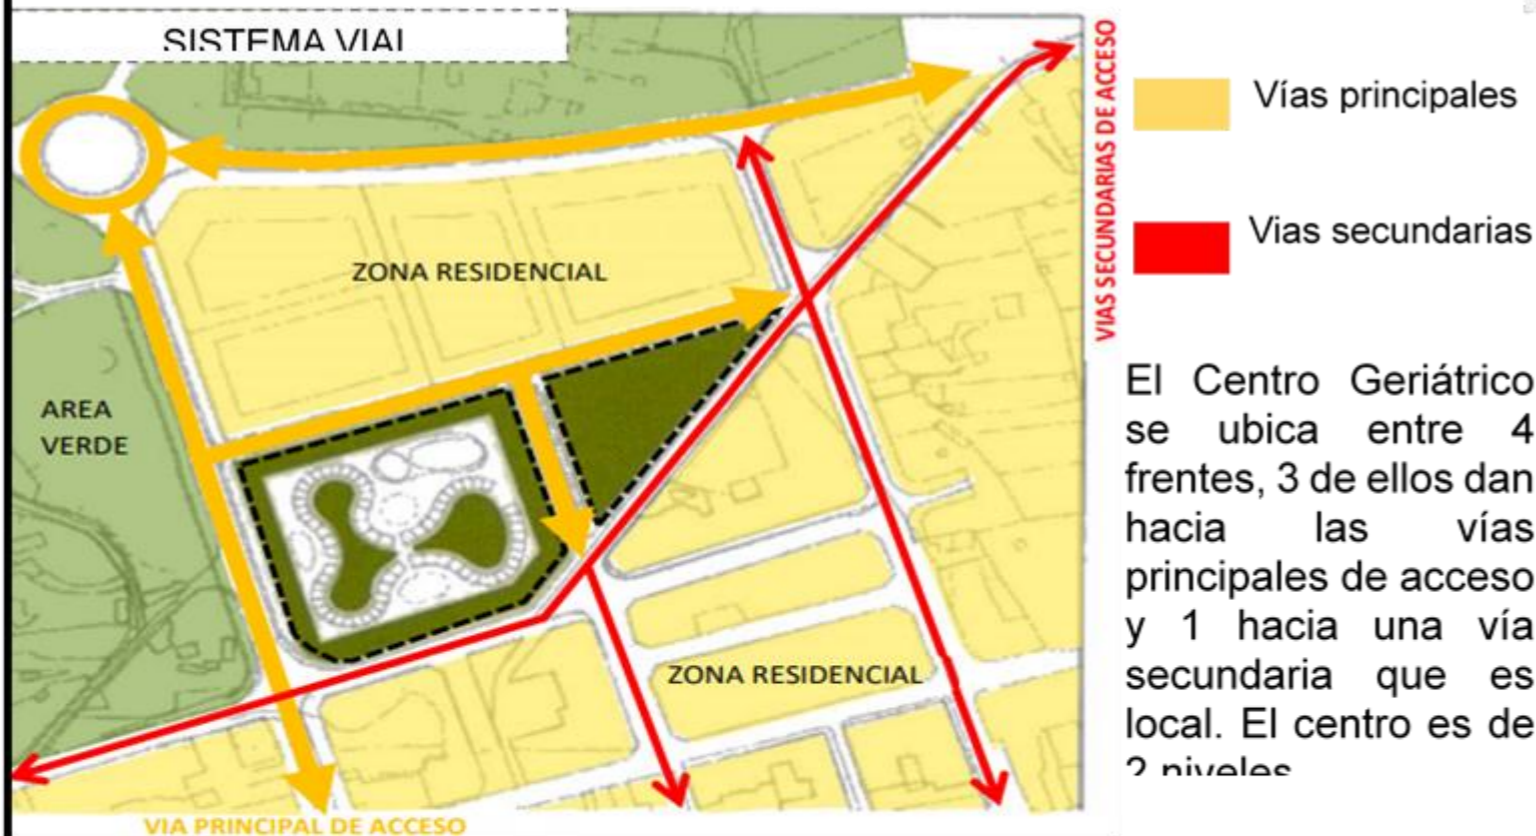 SISTEMA VIAL
VIAS SECUNDARIAS DE ACCESO
Vías principales
Vias secundarias
ZONA RESIDENCIAL
AREA
VERDE
ZONA RESIDENCIAL
VIA PRINCIPAL DE ACCESO
El Centro Geriátrico
se ubica entre 4
frentes, 3 de ellos dan
hacia las vías
principales de acceso
y 1 hacia una vía
secundaria que es
local. El centro es de
2 niveles